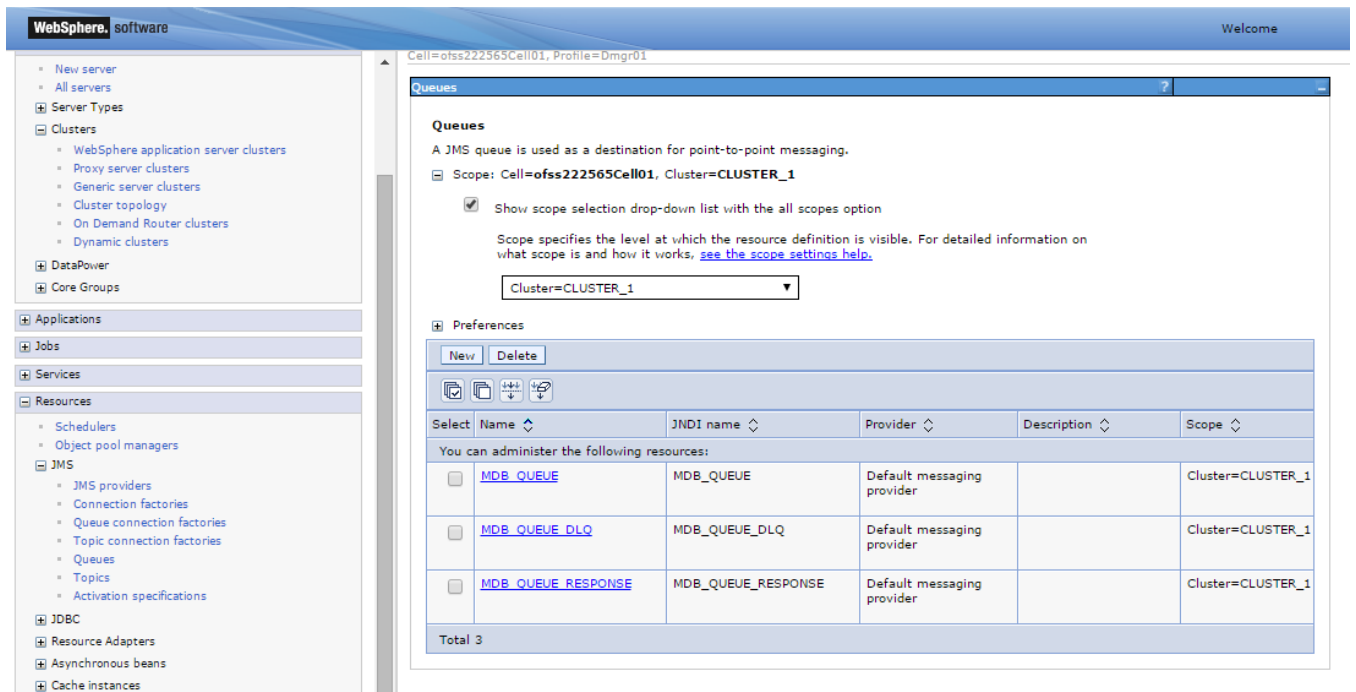 WebSphere. software
Welcome
New server
All servers
Server Types
Clusters
WebSphere application server clusters
Proxy server clusters
Generic server clusters
Cluster topology
On Demand Router clusters
Dynamic clusters
DataPower
Core Groups
Applications
Jobs
Services
Resources
Schedulers
Object pool managers
JMS
JMS providers
Connection factories
Queue connection factories
Topic connection factories
Queues
Topics
Activation specifications
JDBC
Resource Adapters
Asynchronous beans
Cache instances
Cell=ofss222565Cell01, Profile=Dmgr01
Queues ? –
Queues
A JMS queue is used as a destination for point-to-point messaging.
Scope: Cell=ofss222565Cell01, Cluster=CLUSTER_1
Show scope selection drop-down list with the all scopes option
Scope specifies the level at which the resource definition is visible. For detailed information on
what scope is and how it works, see the scope settings help.
Cluster=CLUSTER_1
Preferences
New Delete
Select Name JNDI name Provider Description Scope
You can administer the following resources:
MDB_QUEUE MDB_QUEUE Default messaging Cluster=CLUSTER_1
provider
MDB_QUEUE_DLQ MDB_QUEUE_DLQ Default messaging Cluster=CLUSTER_1
provider
MDB_QUEUE_RESPONSE MDB_QUEUE_RESPONSE Default messaging Cluster=CLUSTER_1
provider
Total 3